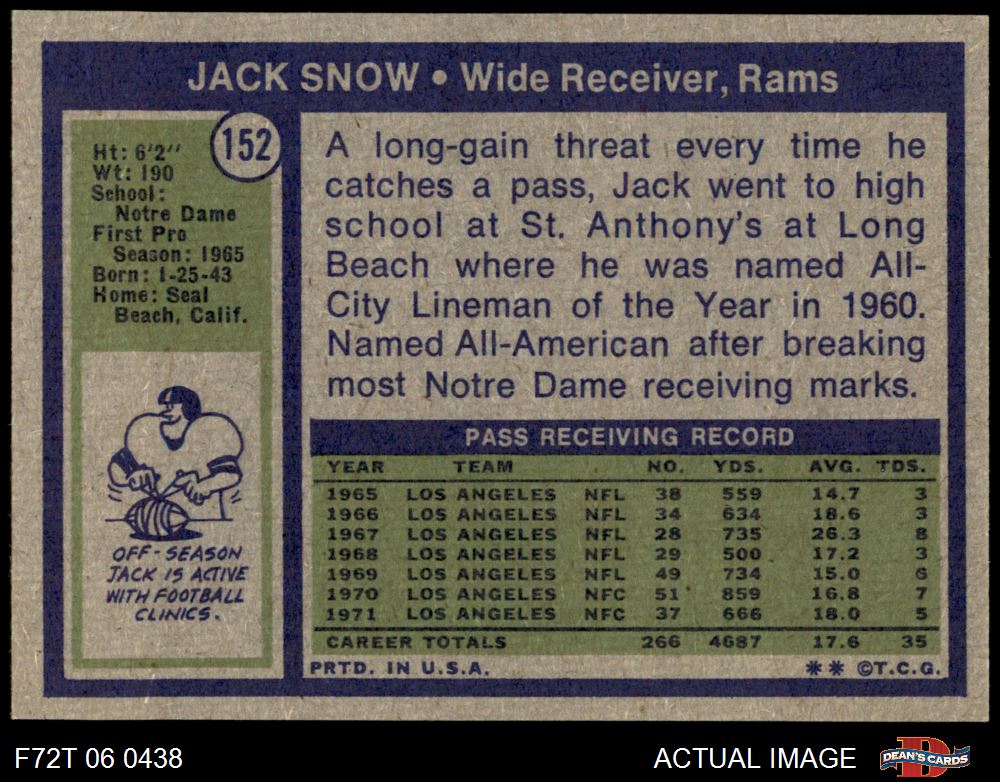 JACK SNOW • Wide Receiver, Rams
152
Ht: 6'2''
Wt: 190
School:
Notre Dame
First Pro
Season: 1965
Born: 1-25-43
Home: Seal
Beach, Calif.
OFF-SEASON
JACK IS ACTIVE
WITH FOOTBALL
CLINICS.
A long-gain threat every time he
catches a pass, Jack went to high
school at St. Anthony's at Long
Beach where he was named All-
City Lineman of the Year in 1960.
Named All-American after breaking
most Notre Dame receiving marks.
PASS RECEIVING RECORD
YEAR TEAM NO. YDS. AVG. TDS.
1965 LOS ANGELES NFL 38 559 14.7 3
1966 LOS ANGELES NFL 34 634 18.6 3
1967 LOS ANGELES NFL 28 735 26.3 8
1968 LOS ANGELES NFL 29 500 17.2 3
1969 LOS ANGELES NFL 49 734 15.0 6
1970 LOS ANGELES NFC 51 859 16.8 7
1971 LOS ANGELES NFC 37 666 18.0 5
CAREER TOTALS 266 4687 17.6 35
PRTD. IN U.S.A. ** ©T.C.G.
F72T 06 0438
ACTUAL IMAGE
DEAN'S CARDS